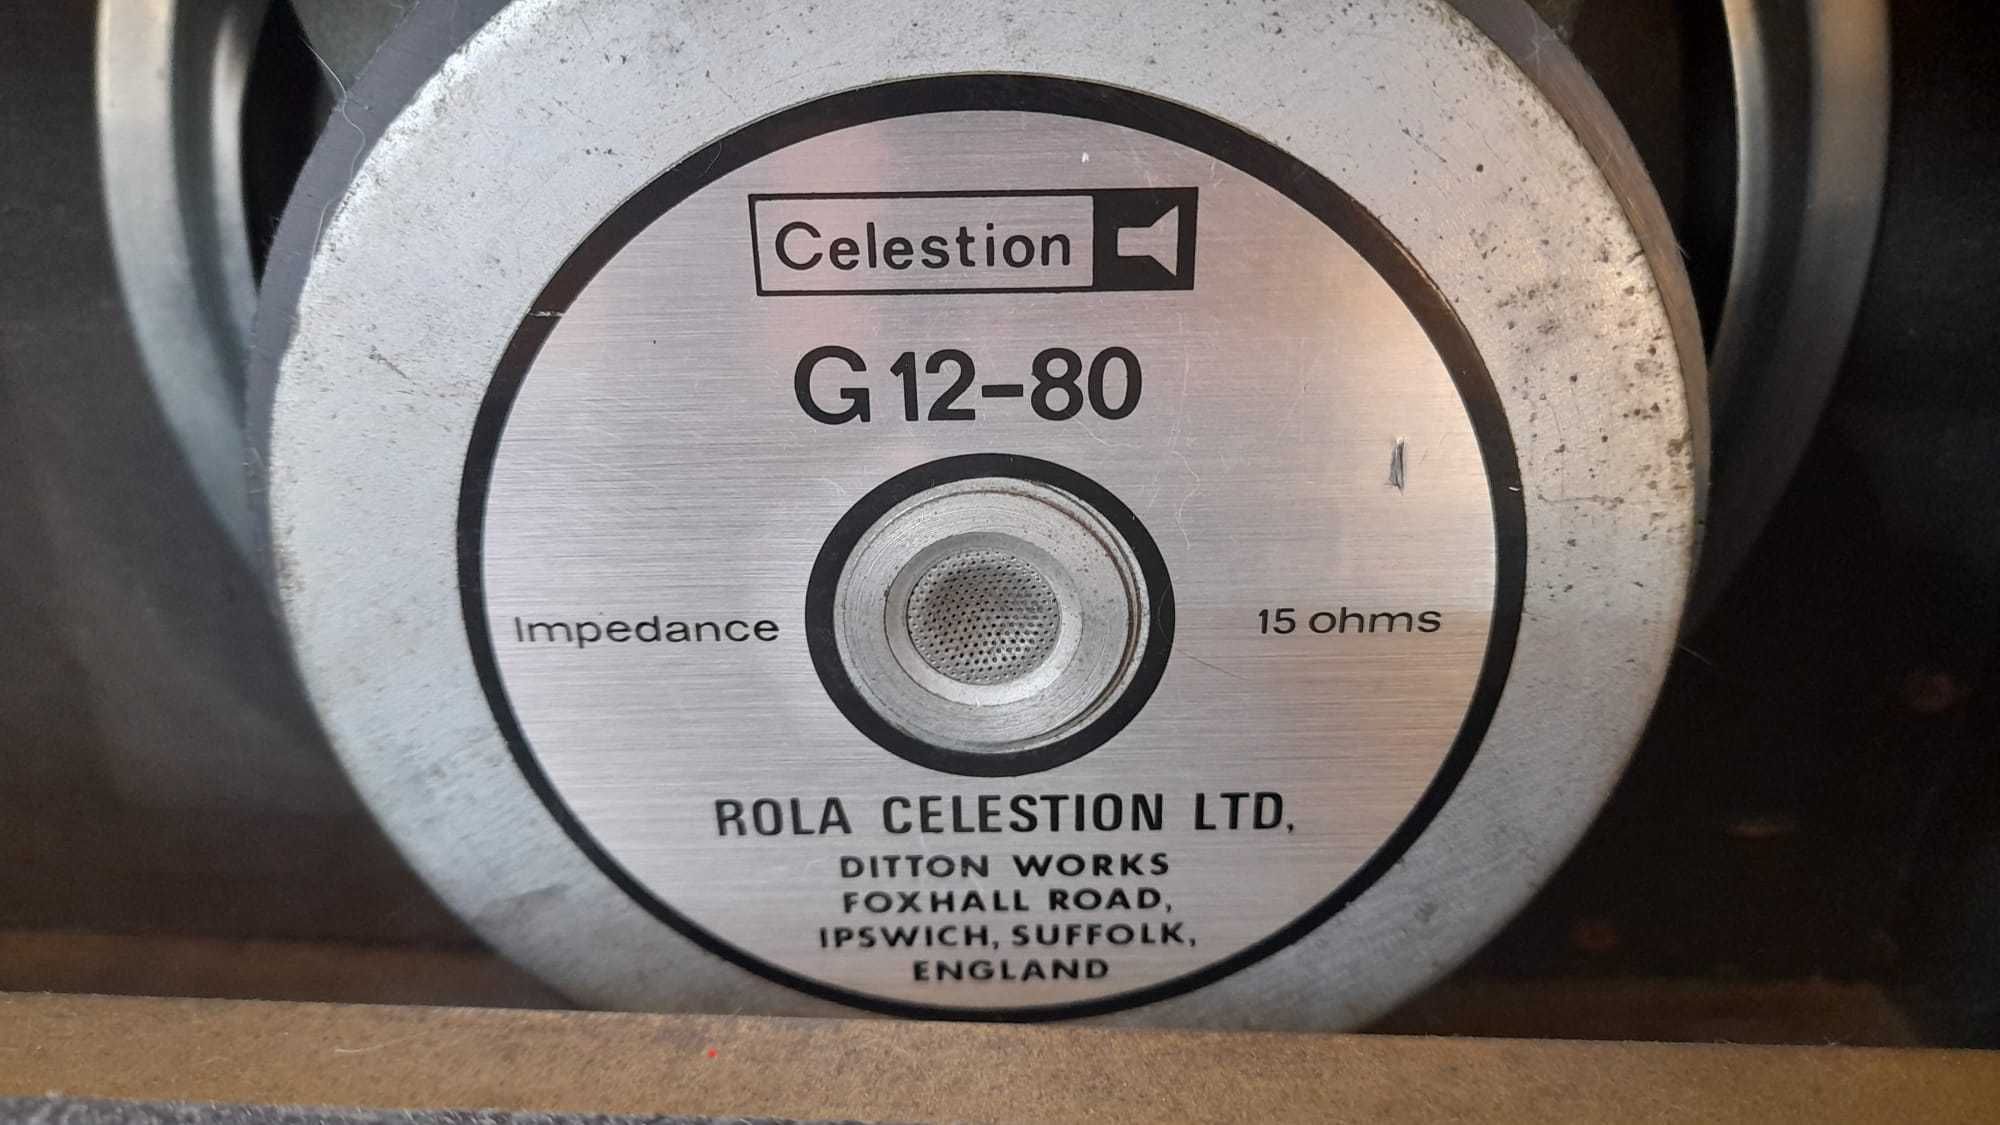 Celestion
G12-80
Impedance 15 ohms
ROLA CELESTION LTD,
DITTON WORKS
FOXHALL ROAD,
IPSWICH, SUFFOLK,
ENGLAND